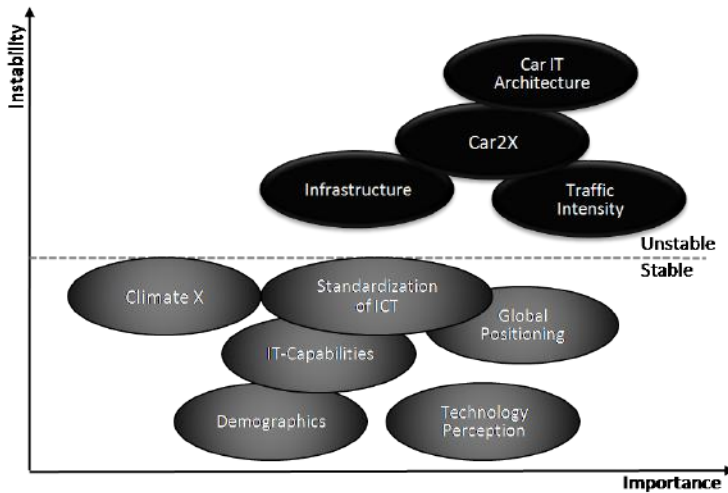 Instability
Car IT
Architecture
Car2X
Infrastructure
Traffic
Intensity
Unstable
Stable
Climate X
Standardization
of ICT
Global
Positioning
IT-Capabilities
Demographics
Technology
Perception
Importance